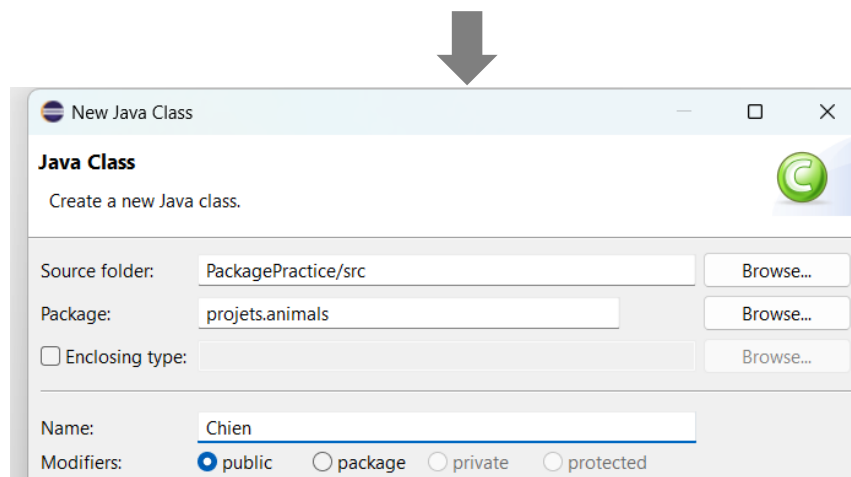 New Java Class
Java Class
Create a new Java class.
Source folder: PackagePractice/src Browse...
Package: projets.animals Browse...
Enclosing type: Browse...
Name: Chien
Modifiers: public package private protected